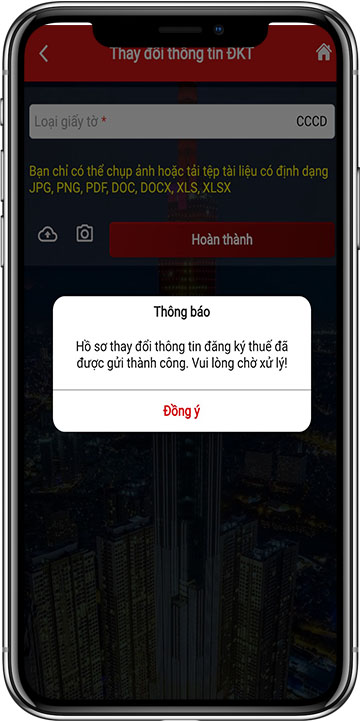 Thay đổi thông tin ĐKT
Loại giấy tờ * CCCD
Bạn chỉ có thể chụp ảnh hoặc tải tệp tài liệu có định dạng
JPG, PNG, PDF, DOC, DOCX, XLS, XLSX
Hoàn thành
Thông báo
Hồ sơ thay đổi thông tin đăng ký thuế đã
được gửi thành công. Vui lòng chờ xử lý!
Đồng ý